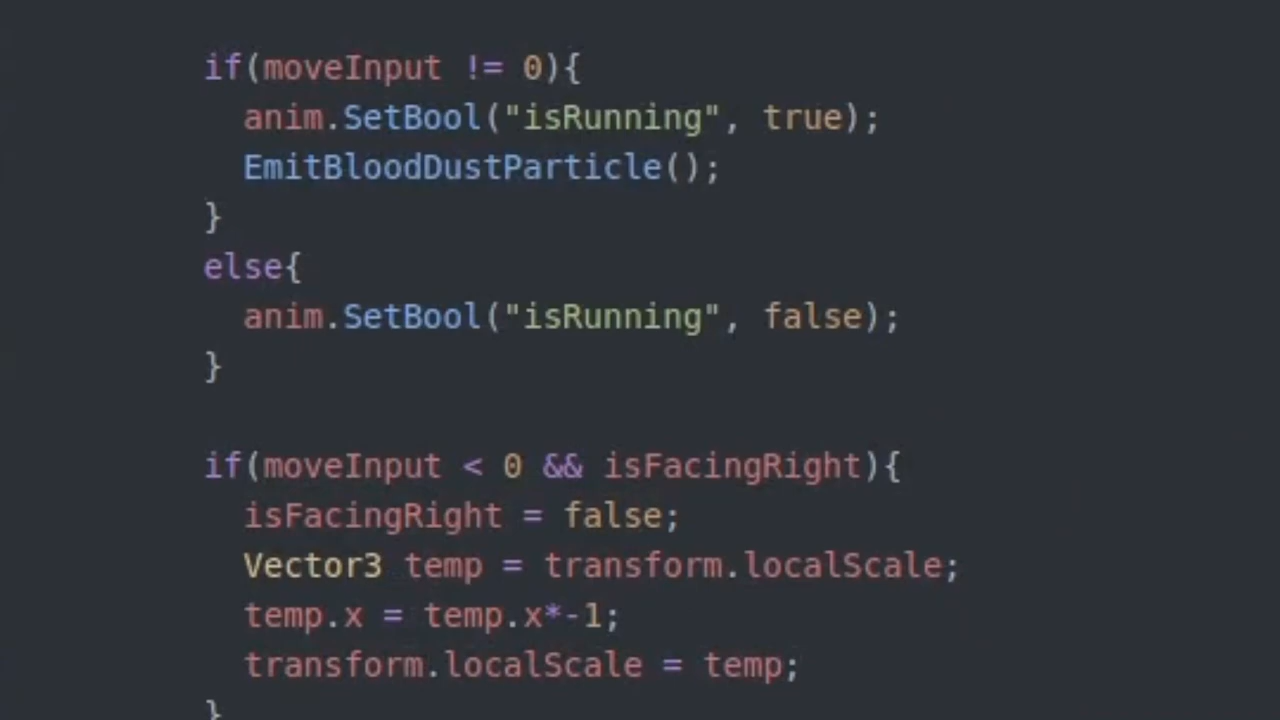 if(moveInput != 0){
  anim.SetBool("isRunning", true);
  EmitBloodDustParticle();
}
else{
  anim.SetBool("isRunning", false);
}

if(moveInput < 0 && isFacingRight){
  isFacingRight = false;
  Vector3 temp = transform.localScale;
  temp.x = temp.x*-1;
  transform.localScale = temp;
}